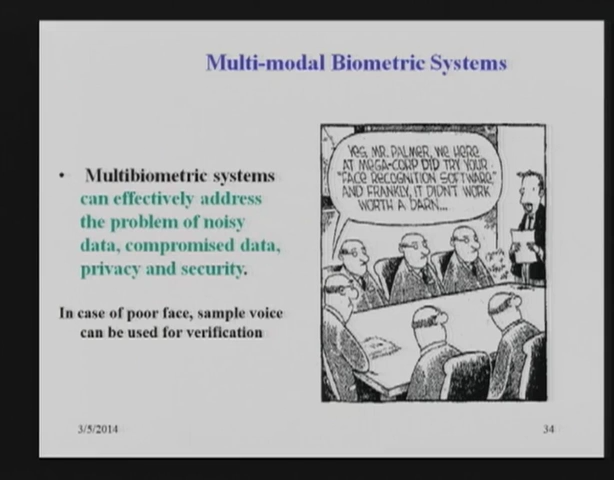 Multi-modal Biometric Systems
• Multibiometric systems
can effectively address
the problem of noisy
data, compromised data,
privacy and security.
In case of poor face, sample voice
can be used for verification
YES, MR. PALMER, WE HERE
AT MEGA-CORP DID TRY YOUR
"FACE RECOGNITION SOFTWARE"
AND FRANKLY, IT DIDN'T WORK
WORTH A DARN...
3/5/2014
34